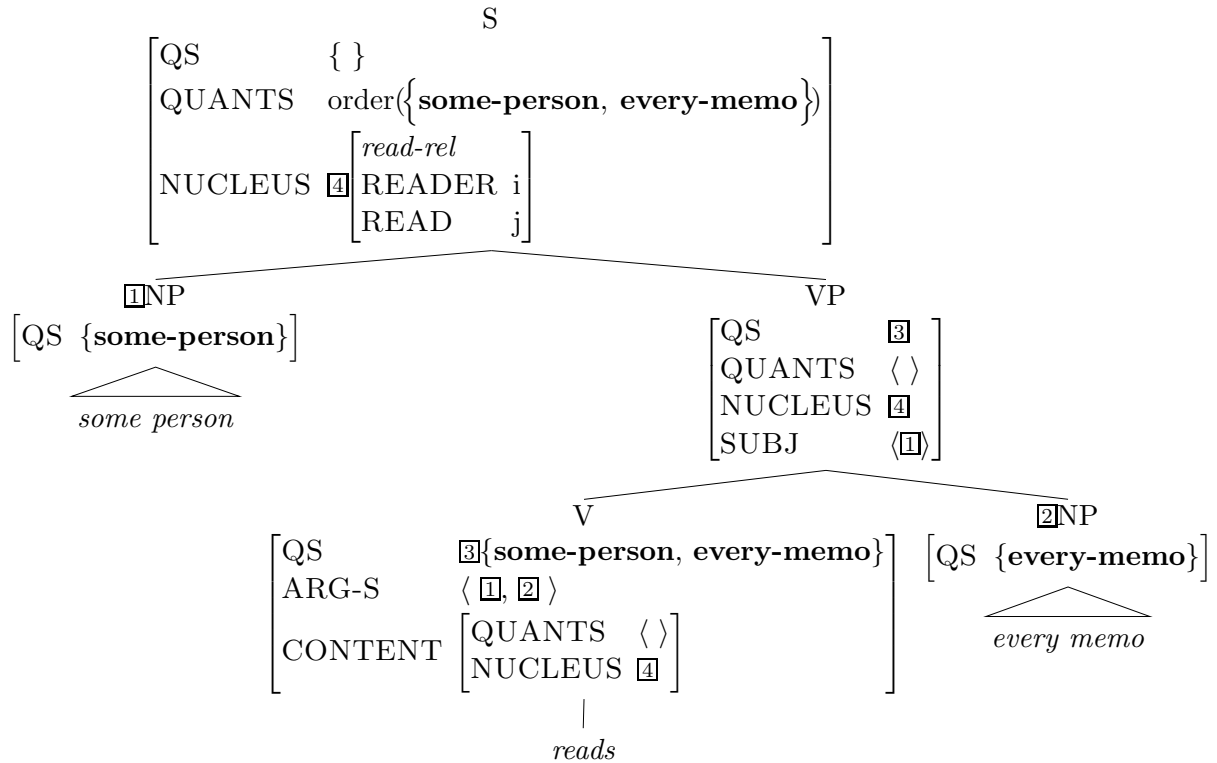 S
QS { }
QUANTS order({some-person, every-memo})
read-rel
NUCLEUS 4 READER i
READ j
1NP VP
[QS {some-person}] QS 3
QUANTS ⟨ ⟩
some person NUCLEUS 4
SUBJ ⟨1⟩
V 2NP
QS 3{some-person, every-memo} [QS {every-memo}]
ARG-S ⟨ 1, 2 ⟩
CONTENT QUANTS ⟨ ⟩ every memo
NUCLEUS 4
reads